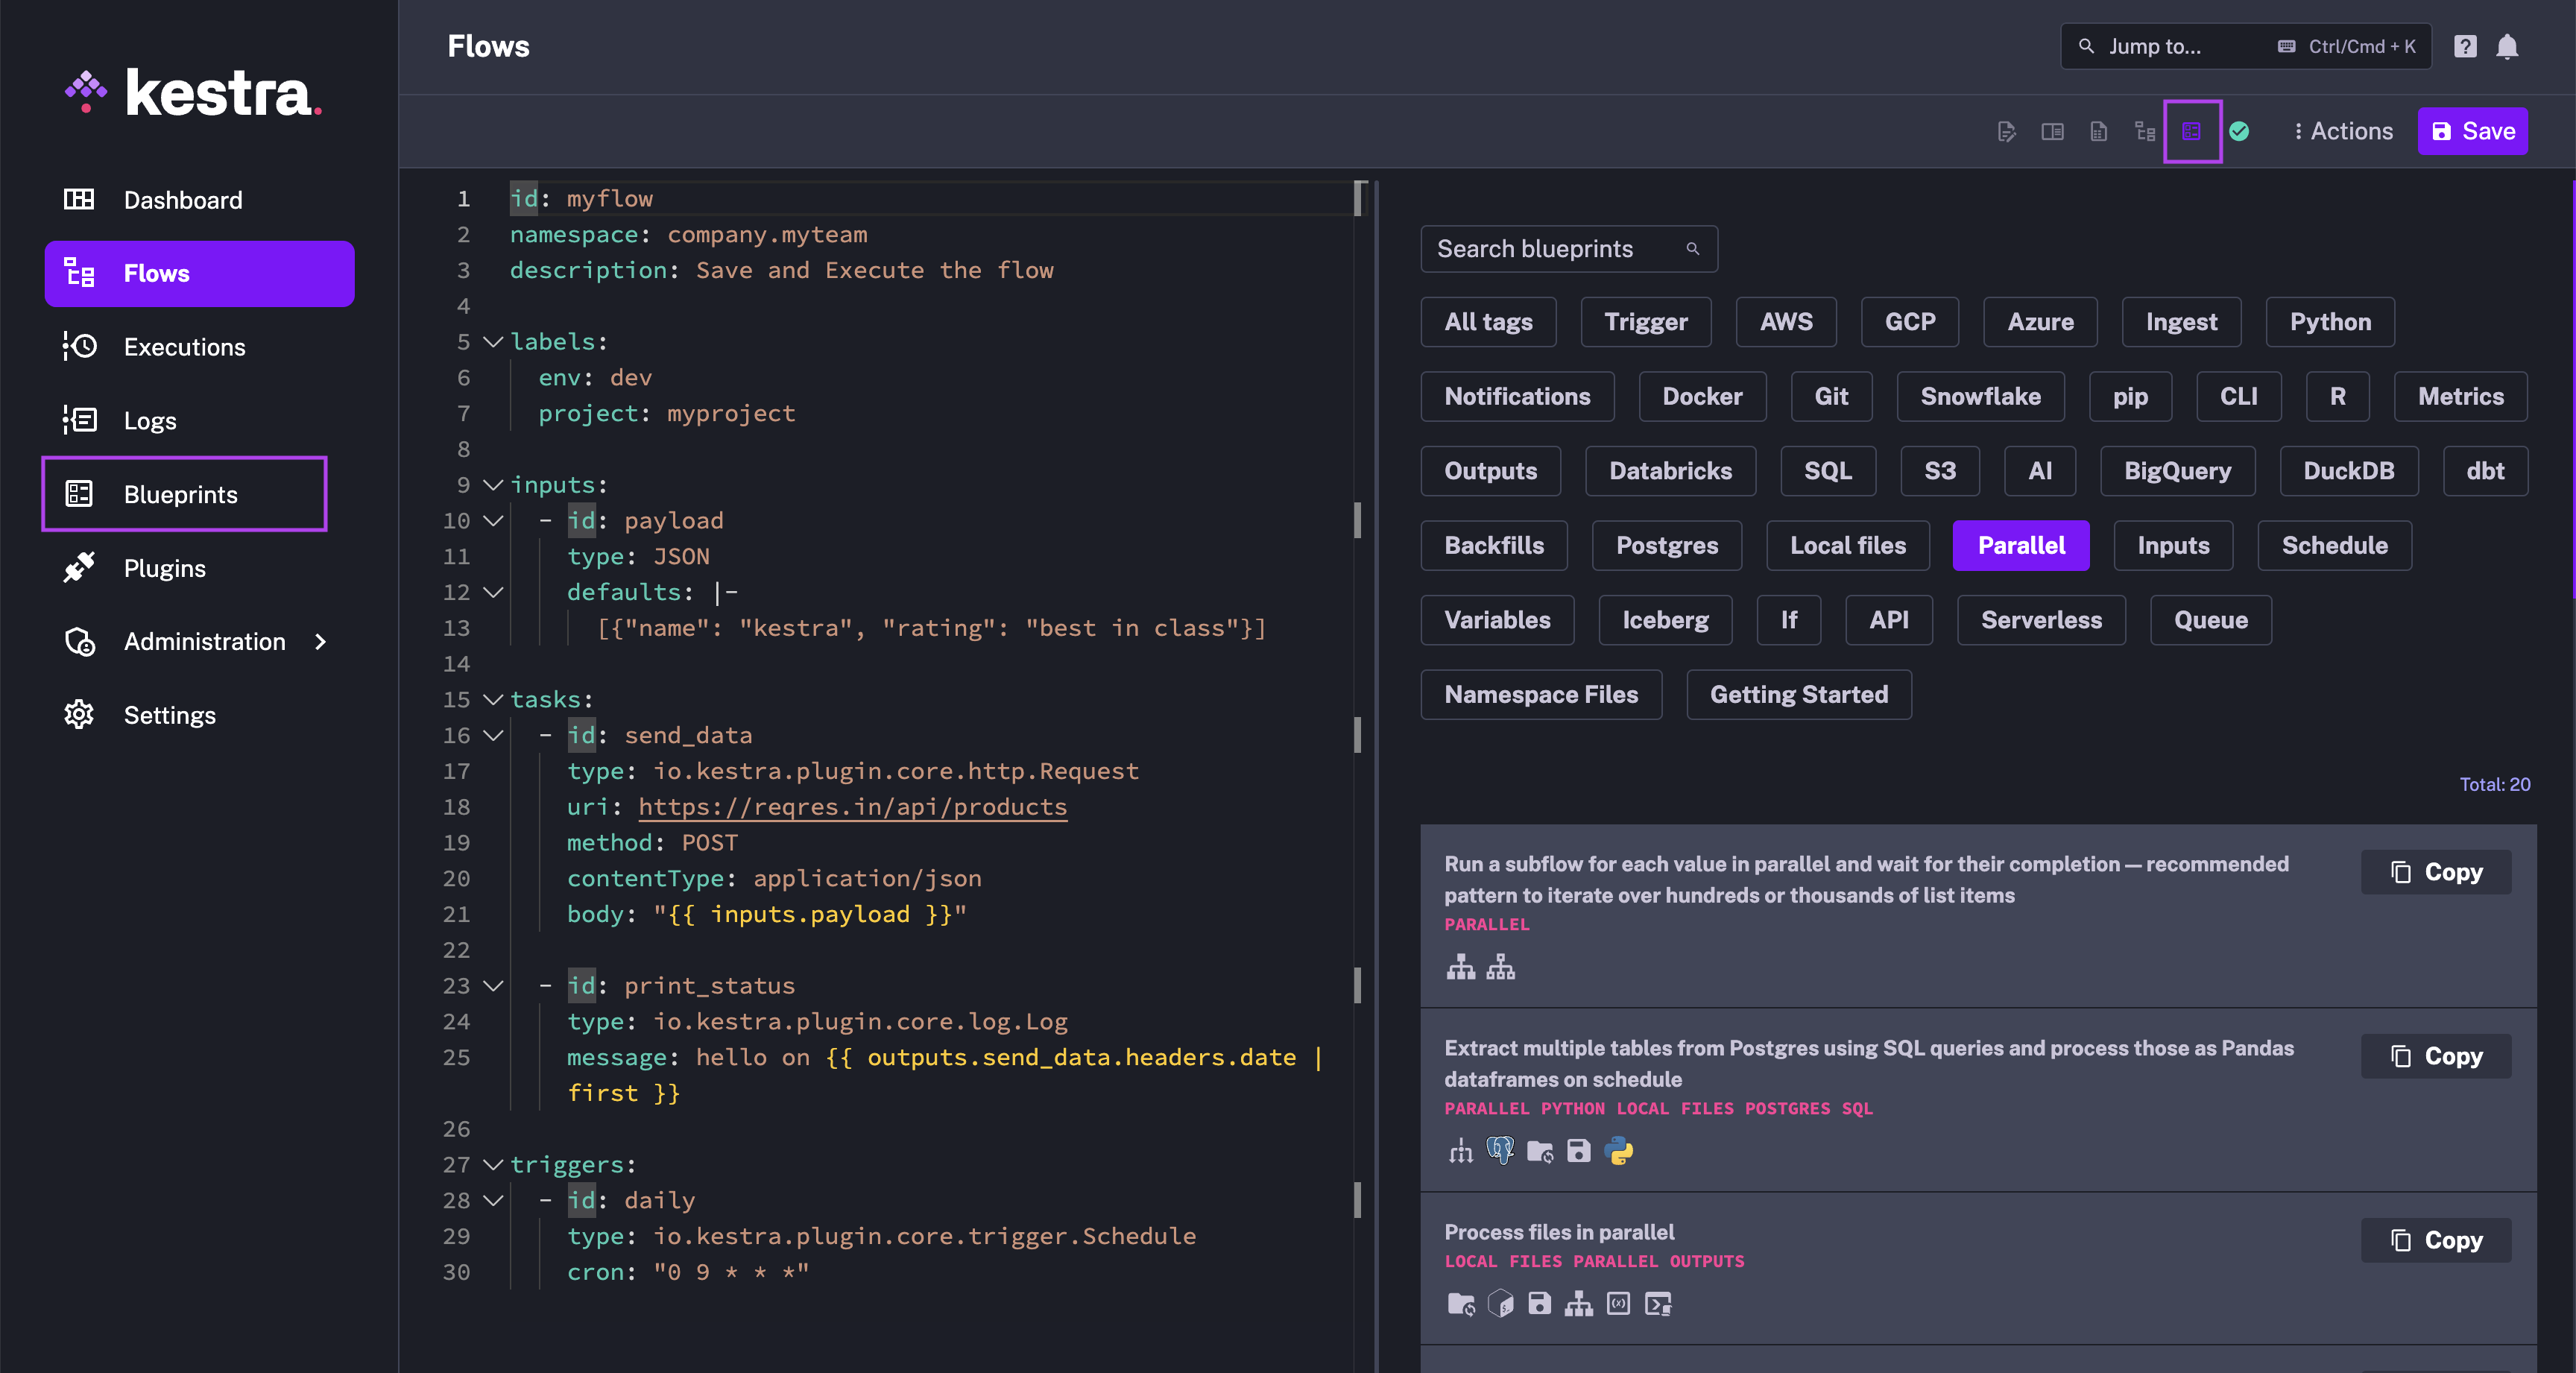 kestra.
Dashboard
Flows
Executions
Logs
Blueprints
Plugins
Administration
Settings
Flows
Jump to...
Ctrl/Cmd + K
Actions
Save
1 id: myflow
2 namespace: company.myteam
3 description: Save and Execute the flow
4
5 labels:
6 env: dev
7 project: myproject
8
9 inputs:
10 - id: payload
11 type: JSON
12 defaults: |-
13 [{"name": "kestra", "rating": "best in class"}]
14
15 tasks:
16 - id: send_data
17 type: io.kestra.plugin.core.http.Request
18 uri: https://reqres.in/api/products
19 method: POST
20 contentType: application/json
21 body: "{{ inputs.payload }}"
22
23 - id: print_status
24 type: io.kestra.plugin.core.log.Log
25 message: hello on {{ outputs.send_data.headers.date |
first }}
26
27 triggers:
28 - id: daily
29 type: io.kestra.plugin.core.trigger.Schedule
30 cron: "0 9 * * *"
Search blueprints
All tags Trigger AWS GCP Azure Ingest Python
Notifications Docker Git Snowflake pip CLI R Metrics
Outputs Databricks SQL S3 AI BigQuery DuckDB dbt
Backfills Postgres Local files Parallel Inputs Schedule
Variables Iceberg If API Serverless Queue
Namespace Files Getting Started
Total: 20
Run a subflow for each value in parallel and wait for their completion — recommended
pattern to iterate over hundreds or thousands of list items
PARALLEL
Copy
Extract multiple tables from Postgres using SQL queries and process those as Pandas
dataframes on schedule
PARALLEL PYTHON LOCAL FILES POSTGRES SQL
Copy
Process files in parallel
LOCAL FILES PARALLEL OUTPUTS
Copy